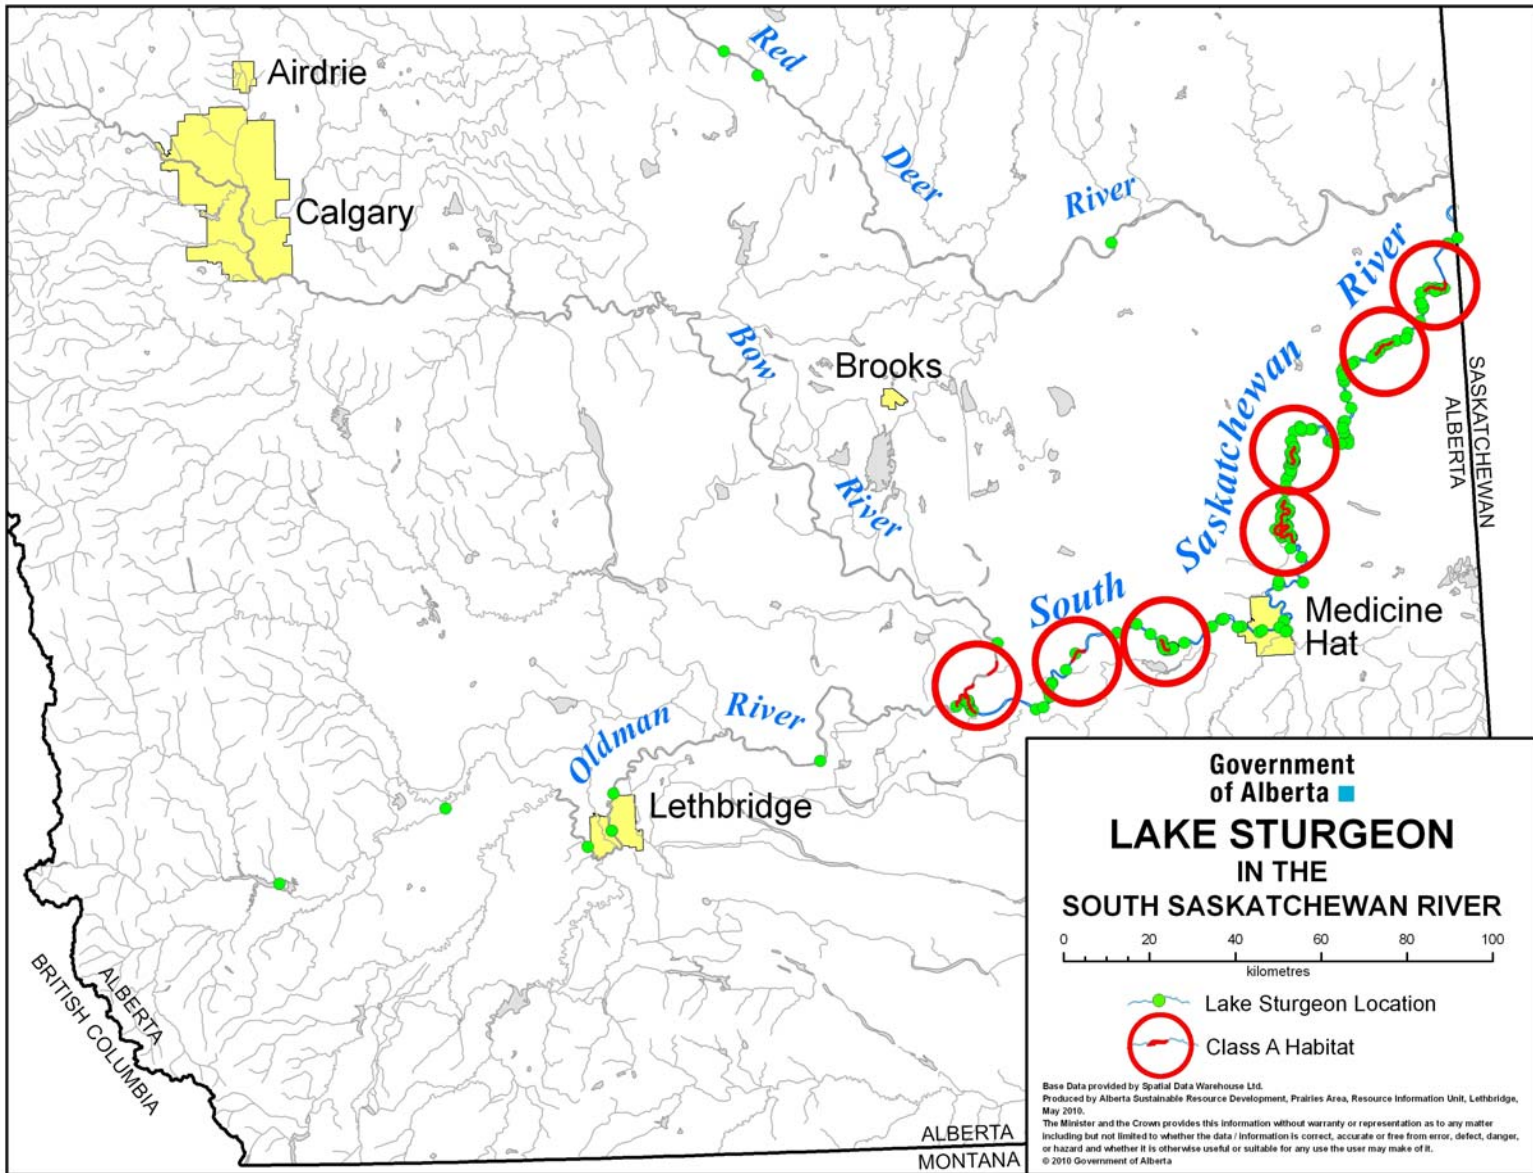 Airdrie
Calgary
Red
Deer
River
Bow
River
Brooks
River
Saskatchewan
South
SASKATCHEWAN
ALBERTA
Medicine
Hat
Oldman
River
Lethbridge
ALBERTA
BRITISH COLUMBIA
ALBERTA
MONTANA
Government
of Alberta
LAKE STURGEON
IN THE
SOUTH SASKATCHEWAN RIVER
0 20 40 60 80 100
kilometres
Lake Sturgeon Location
Class A Habitat
Base Data provided by Spatial Data Warehouse Ltd.
Produced by Alberta Sustainable Resource Development, Prairies Area, Resource Information Unit, Lethbridge,
May 2010.
The Minister and the Crown provides this information without warranty or representation as to any matter
including but not limited to whether the data / information is correct, accurate or free from error, defect, danger,
or hazard and whether it is otherwise useful or suitable for any use the user may make of it.
© 2010 Government of Alberta